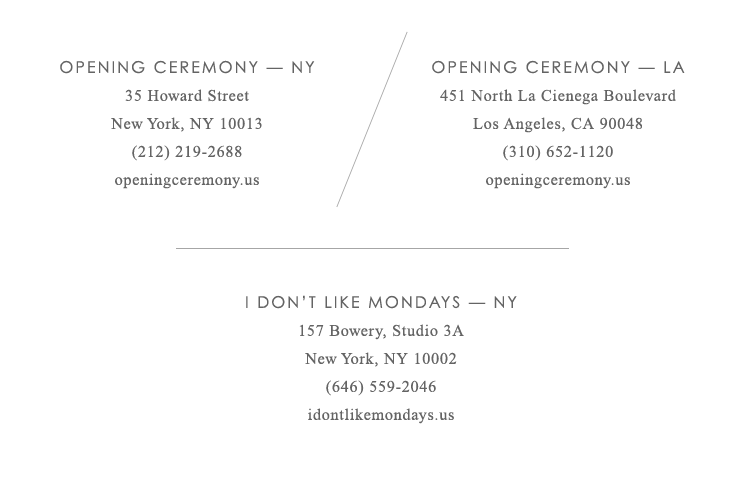 OPENING CEREMONY — NY
35 Howard Street
New York, NY 10013
(212) 219-2688
openingceremony.us
OPENING CEREMONY — LA
451 North La Cienega Boulevard
Los Angeles, CA 90048
(310) 652-1120
openingceremony.us
I DON’T LIKE MONDAYS — NY
157 Bowery, Studio 3A
New York, NY 10002
(646) 559-2046
idontlikemondays.us